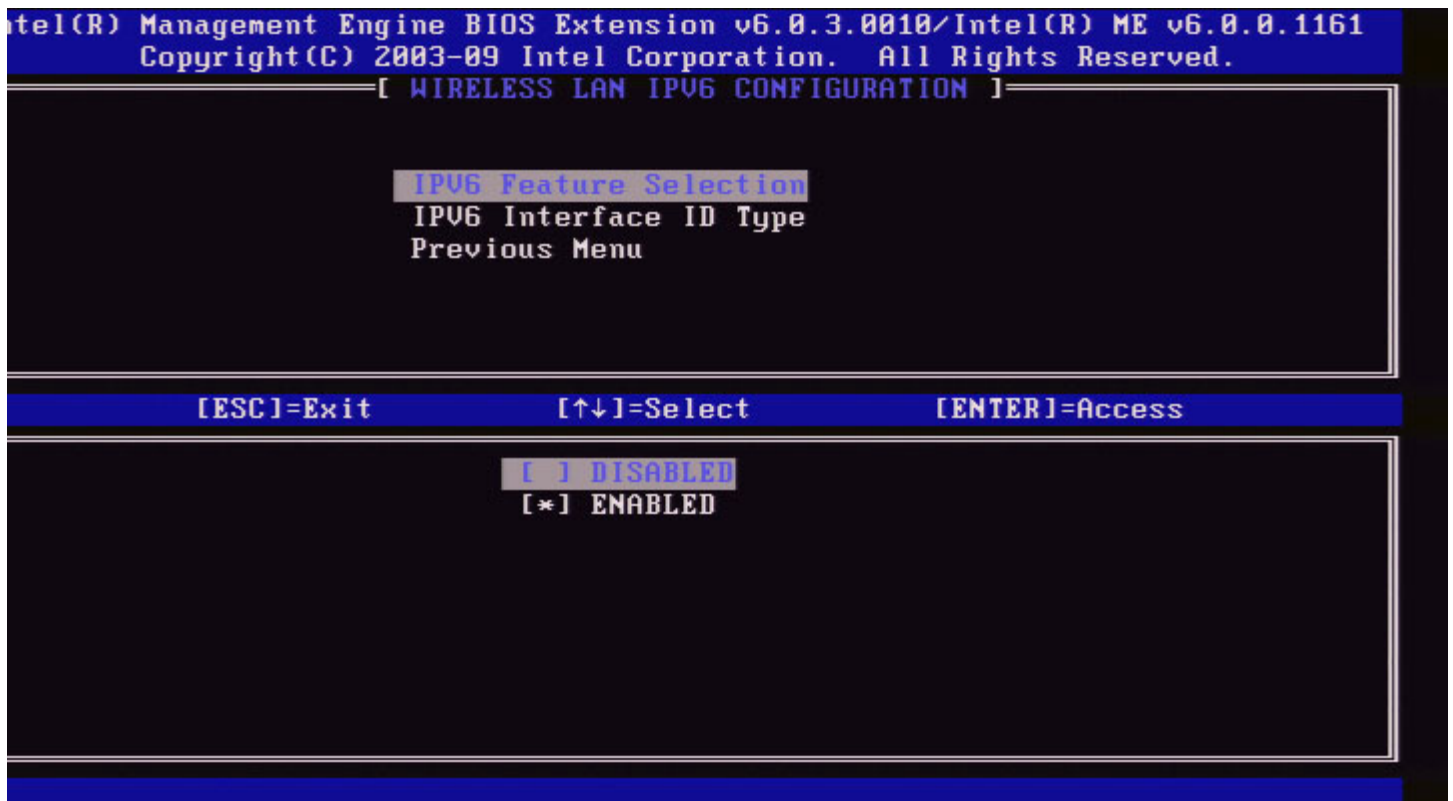 ntel(R) Management Engine BIOS Extension v6.0.3.0010/Intel(R) ME v6.0.0.1161
Copyright(C) 2003-09 Intel Corporation. All Rights Reserved.
[ WIRELESS LAN IPV6 CONFIGURATION ]
IPV6 Feature Selection
IPV6 Interface ID Type
Previous Menu
[ESC]=Exit [↑↓]=Select [ENTER]=Access
[ ] DISABLED
[*] ENABLED